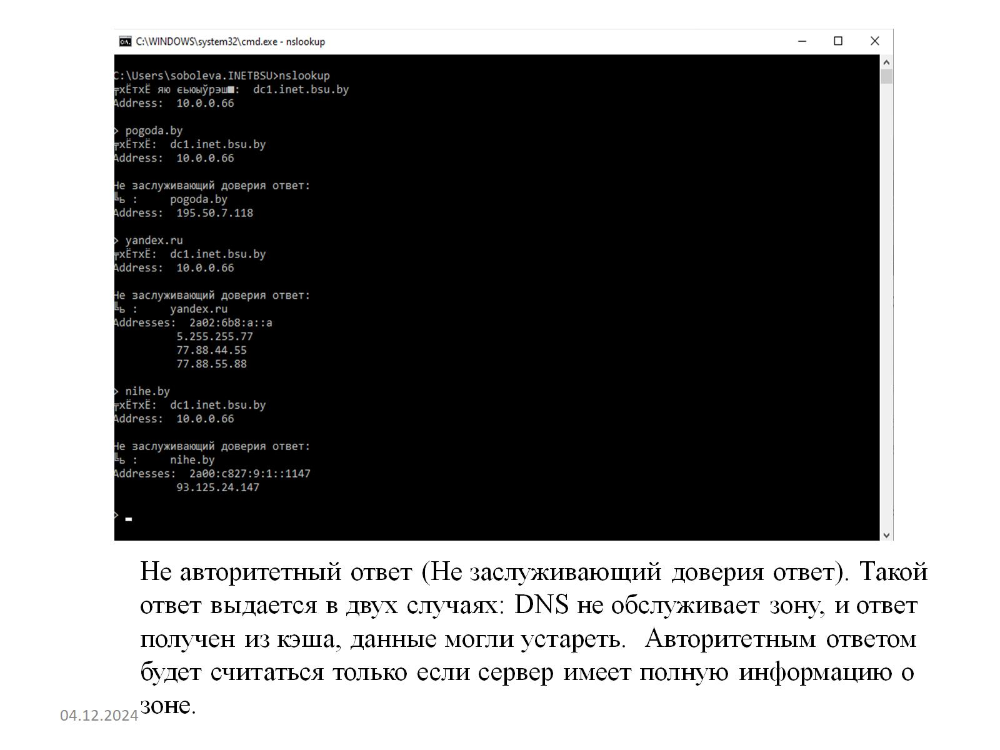 C:\WINDOWS\system32\cmd.exe - nslookup
C:\Users\soboleva.INETBSU>nslookup
╤хЁтхЁ яю єьюыўрэш■:  dc1.inet.bsu.by
Address:  10.0.0.66
> pogoda.by
╤хЁтхЁ:  dc1.inet.bsu.by
Address:  10.0.0.66
Не заслуживающий доверия ответ:
╚ь :     pogoda.by
Address:  195.50.7.118
> yandex.ru
╤хЁтхЁ:  dc1.inet.bsu.by
Address:  10.0.0.66
Не заслуживающий доверия ответ:
╚ь :     yandex.ru
Addresses:  2a02:6b8:a::a
5.255.255.77
77.88.44.55
77.88.55.88
> nihe.by
╤хЁтхЁ:  dc1.inet.bsu.by
Address:  10.0.0.66
Не заслуживающий доверия ответ:
╚ь :     nihe.by
Addresses:  2a00:c827:9:1::1147
93.125.24.147
>
Не авторитетный ответ (Не заслуживающий доверия ответ). Такой
ответ выдается в двух случаях: DNS не обслуживает зону, и ответ
получен из кэша, данные могли устареть. Авторитетным ответом
будет считаться только если сервер имеет полную информацию о
зоне.
04.12.2024